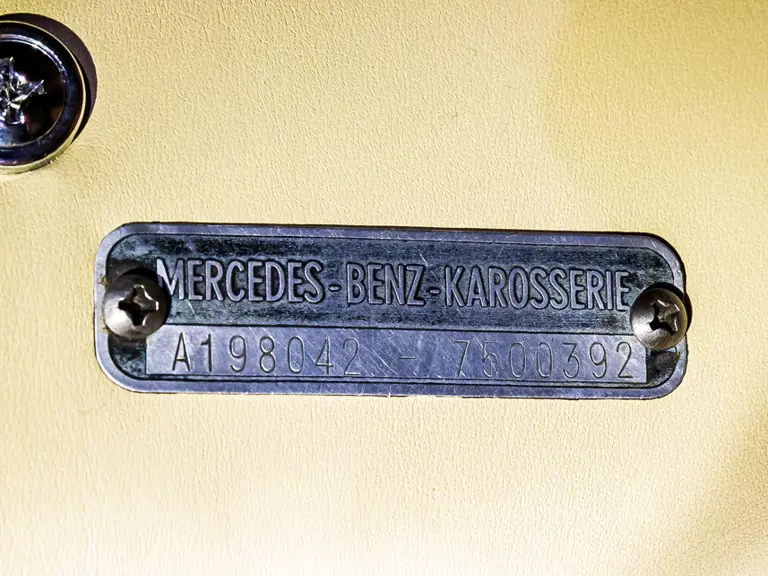 MERCEDES-BENZ-KAROSSERIE
A198042 - 7500392